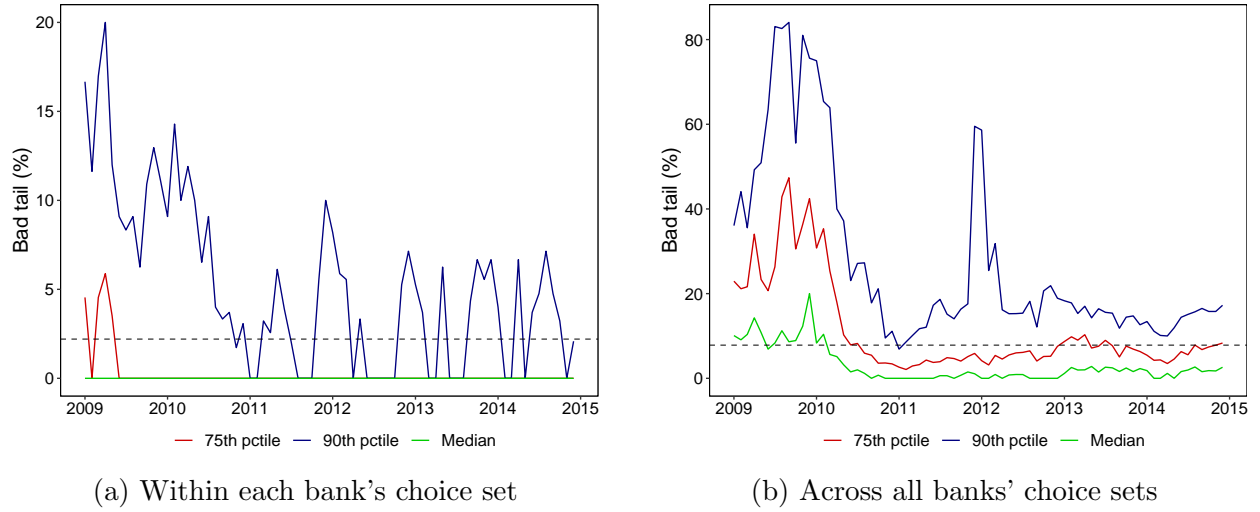 Bad tail (%)
20
15
10
5
0
2009 2010 2011 2012 2013 2014 2015
75th pctile 90th pctile Median
(a) Within each bank's choice set
Bad tail (%)
80
60
40
20
0
2009 2010 2011 2012 2013 2014 2015
75th pctile 90th pctile Median
(b) Across all banks' choice sets